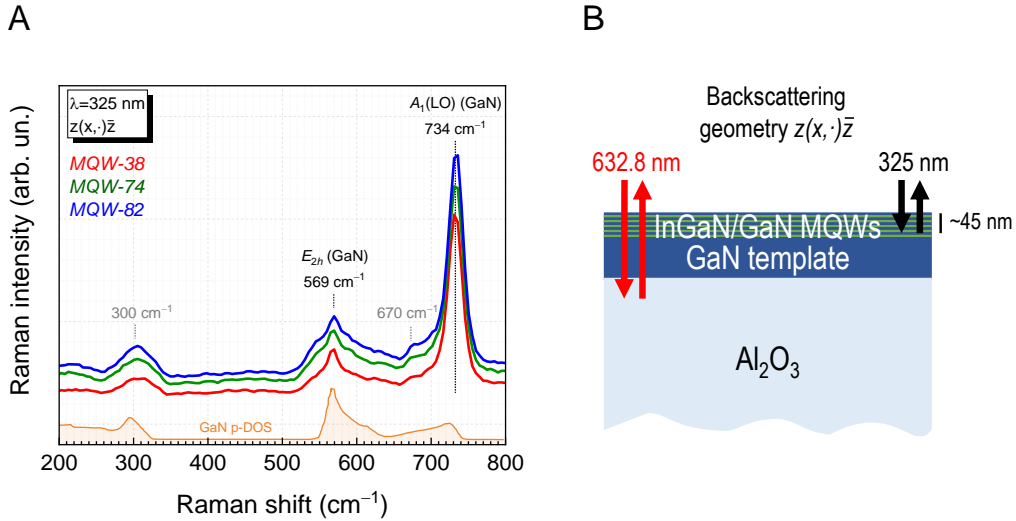 A
λ=325 nm
z(x,·)z̄
MQW-38
MQW-74
MQW-82
A₁(LO) (GaN)
734 cm⁻¹
E₂ₕ (GaN)
569 cm⁻¹
300 cm⁻¹
670 cm⁻¹
GaN p-DOS
200 300 400 500 600 700 800
Raman shift (cm⁻¹)
Raman intensity (arb. un.)
B
Backscattering
geometry z(x,·)z̄
632.8 nm
325 nm
InGaN/GaN MQWs
~45 nm
GaN template
Al₂O₃